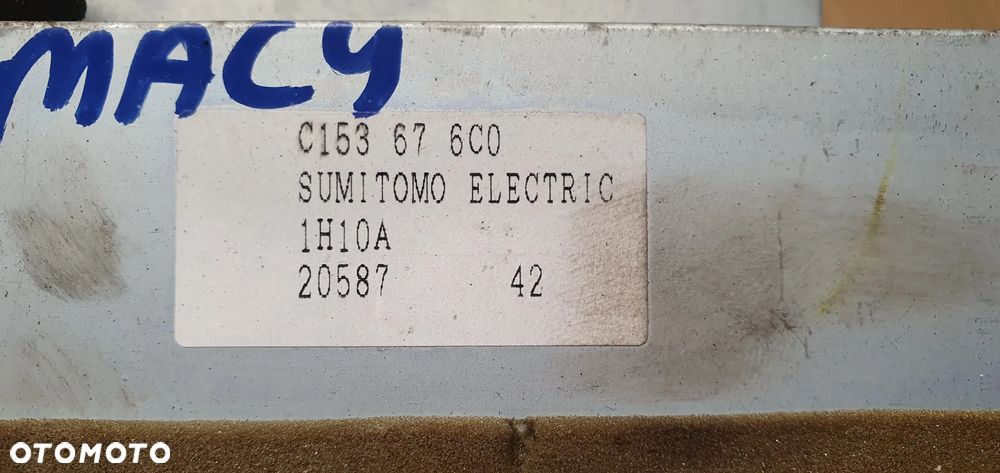 MACY
C153 67 6C0
SUMITOMO ELECTRIC
1H10A
20587 42
OTOMOTO